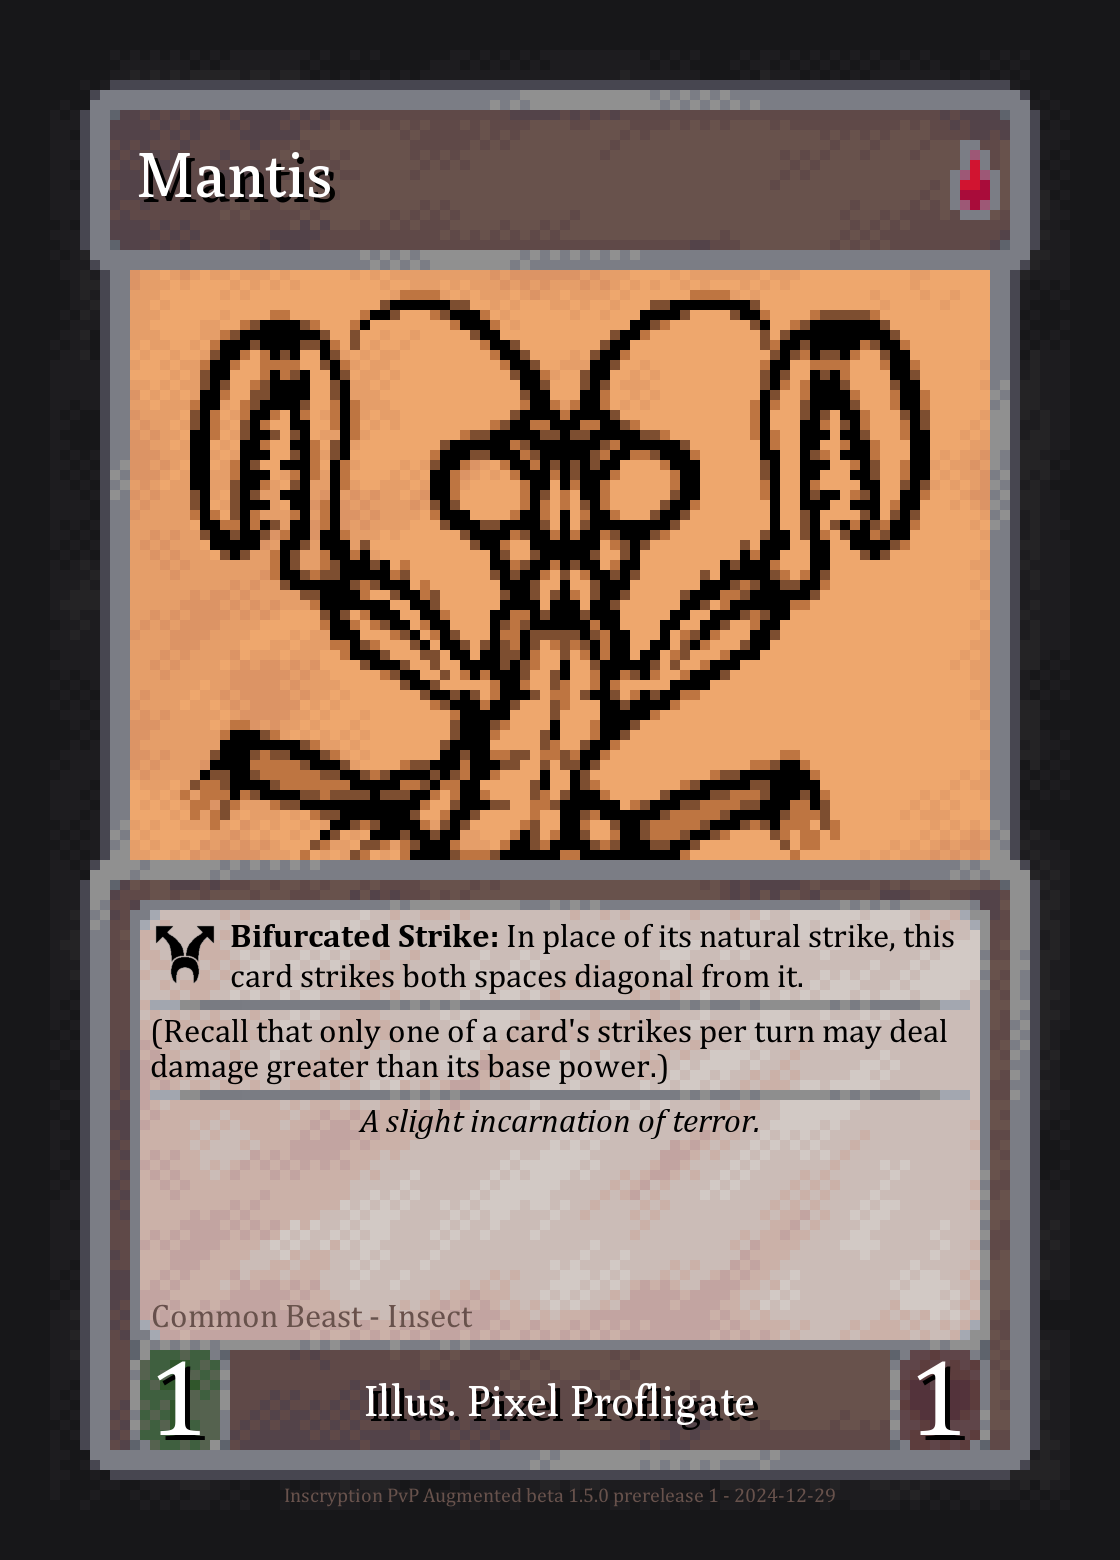 Mantis
Bifurcated Strike: In place of its natural strike, this
card strikes both spaces diagonal from it.
(Recall that only one of a card's strikes per turn may deal
damage greater than its base power.)
A slight incarnation of terror.
Common Beast - Insect
1 Illus. Pixel Profligate 1
Inscryption PvP Augmented beta 1.5.0 prerelease 1 - 2024-12-29